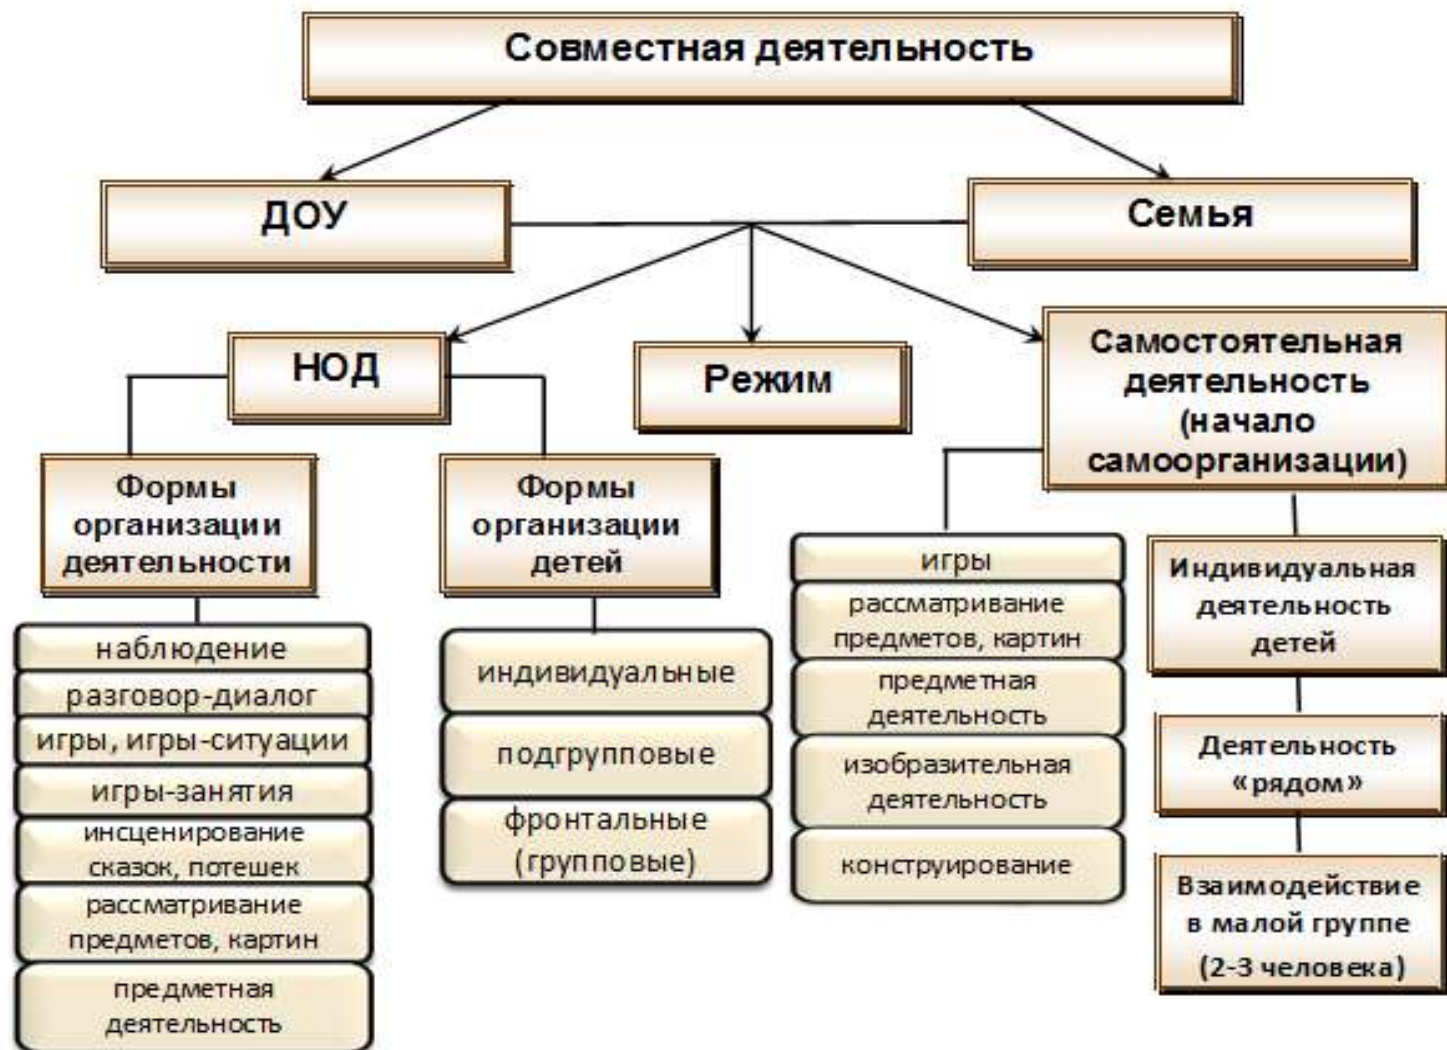 Совместная деятельность
ДОУ
Семья
НОД
Режим
Самостоятельная
деятельность
(начало
самоорганизации)
Формы
организации
деятельности
наблюдение
разговор-диалог
игры, игры-ситуации
игры-занятия
инсценирование
сказок, потешек
рассматривание
предметов, картин
предметная
деятельность
Формы
организации
детей
индивидуальные
подгрупповые
фронтальные
(групповые)
игры
рассматривание
предметов, картин
предметная
деятельность
изобразительная
деятельность
конструирование
Индивидуальная
деятельность
детей
Деятельность
«рядом»
Взаимодействие
в малой группе
(2-3 человека)